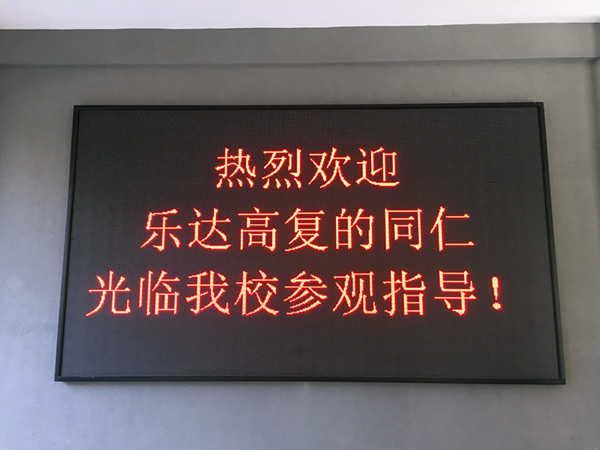 热烈欢迎
乐达高复的同仁
光临我校参观指导！